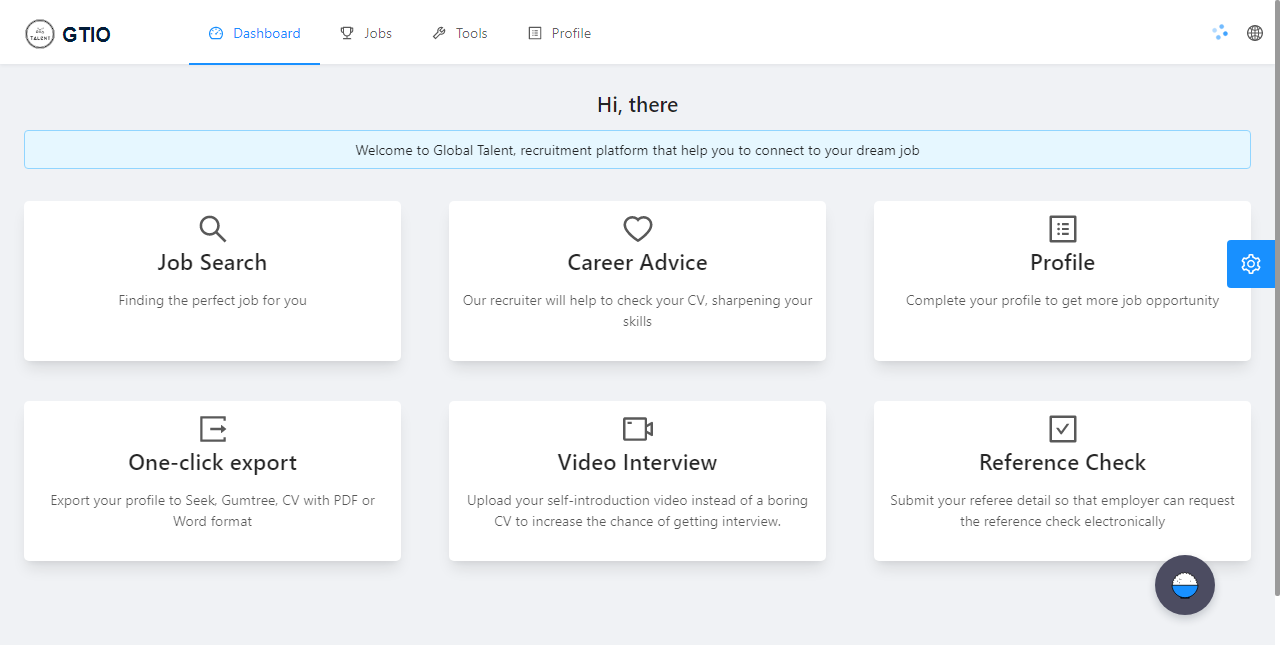 TALENT GTIO Dashboard Jobs Tools Profile
Hi, there
Welcome to Global Talent, recruitment platform that help you to connect to your dream job
Job Search
Finding the perfect job for you
Career Advice
Our recruiter will help to check your CV, sharpening your
skills
Profile
Complete your profile to get more job opportunity
One-click export
Export your profile to Seek, Gumtree, CV with PDF or
Word format
Video Interview
Upload your self-introduction video instead of a boring
CV to increase the chance of getting interview.
Reference Check
Submit your referee detail so that employer can request
the reference check electronically